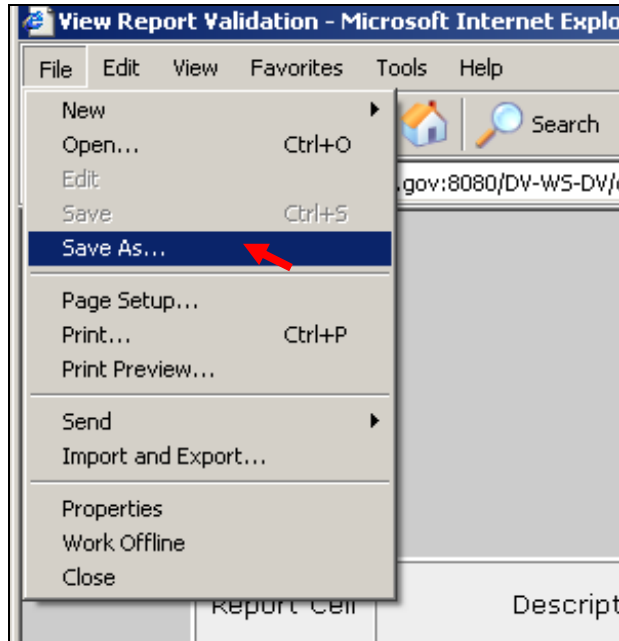 View Report Validation - Microsoft Internet Explo
File Edit View Favorites Tools Help
New
Open... Ctrl+O
Edit
Save Ctrl+S
Save As...
Page Setup...
Print... Ctrl+P
Print Preview...
Send
Import and Export...
Properties
Work Offline
Close
Search
.gov:8080/DV-WS-DV/
Report Cell Descript